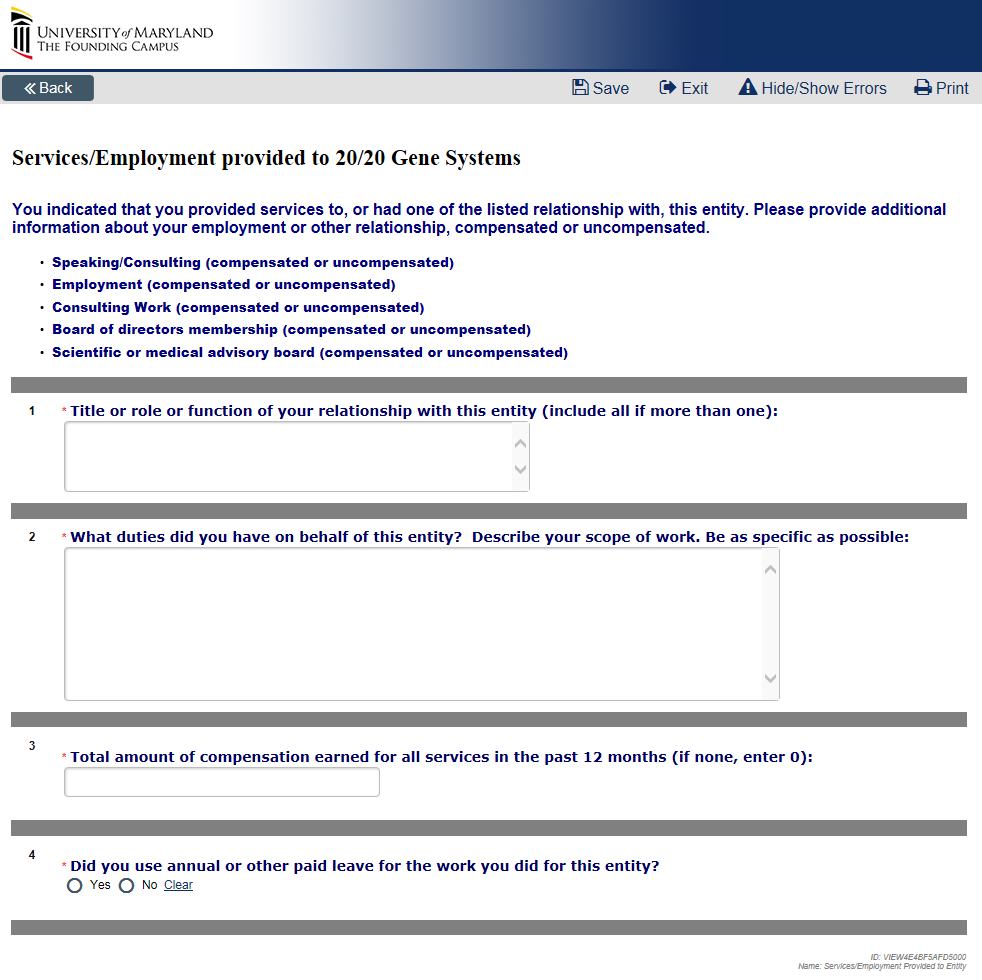 UNIVERSITY of MARYLAND
THE FOUNDING CAMPUS
Back
Save
Exit
Hide/Show Errors
Print
Services/Employment provided to 20/20 Gene Systems
You indicated that you provided services to, or had one of the listed relationship with, this entity. Please provide additional
information about your employment or other relationship, compensated or uncompensated.
· Speaking/Consulting (compensated or uncompensated)
· Employment (compensated or uncompensated)
· Consulting Work (compensated or uncompensated)
· Board of directors membership (compensated or uncompensated)
· Scientific or medical advisory board (compensated or uncompensated)
1 * Title or role or function of your relationship with this entity (include all if more than one):
2 * What duties did you have on behalf of this entity?  Describe your scope of work. Be as specific as possible:
3
* Total amount of compensation earned for all services in the past 12 months (if none, enter 0):
4
* Did you use annual or other paid leave for the work you did for this entity?
Yes No Clear
ID: VIEW4E4BF5AFD5000
Name: Services/Employment Provided to Entity